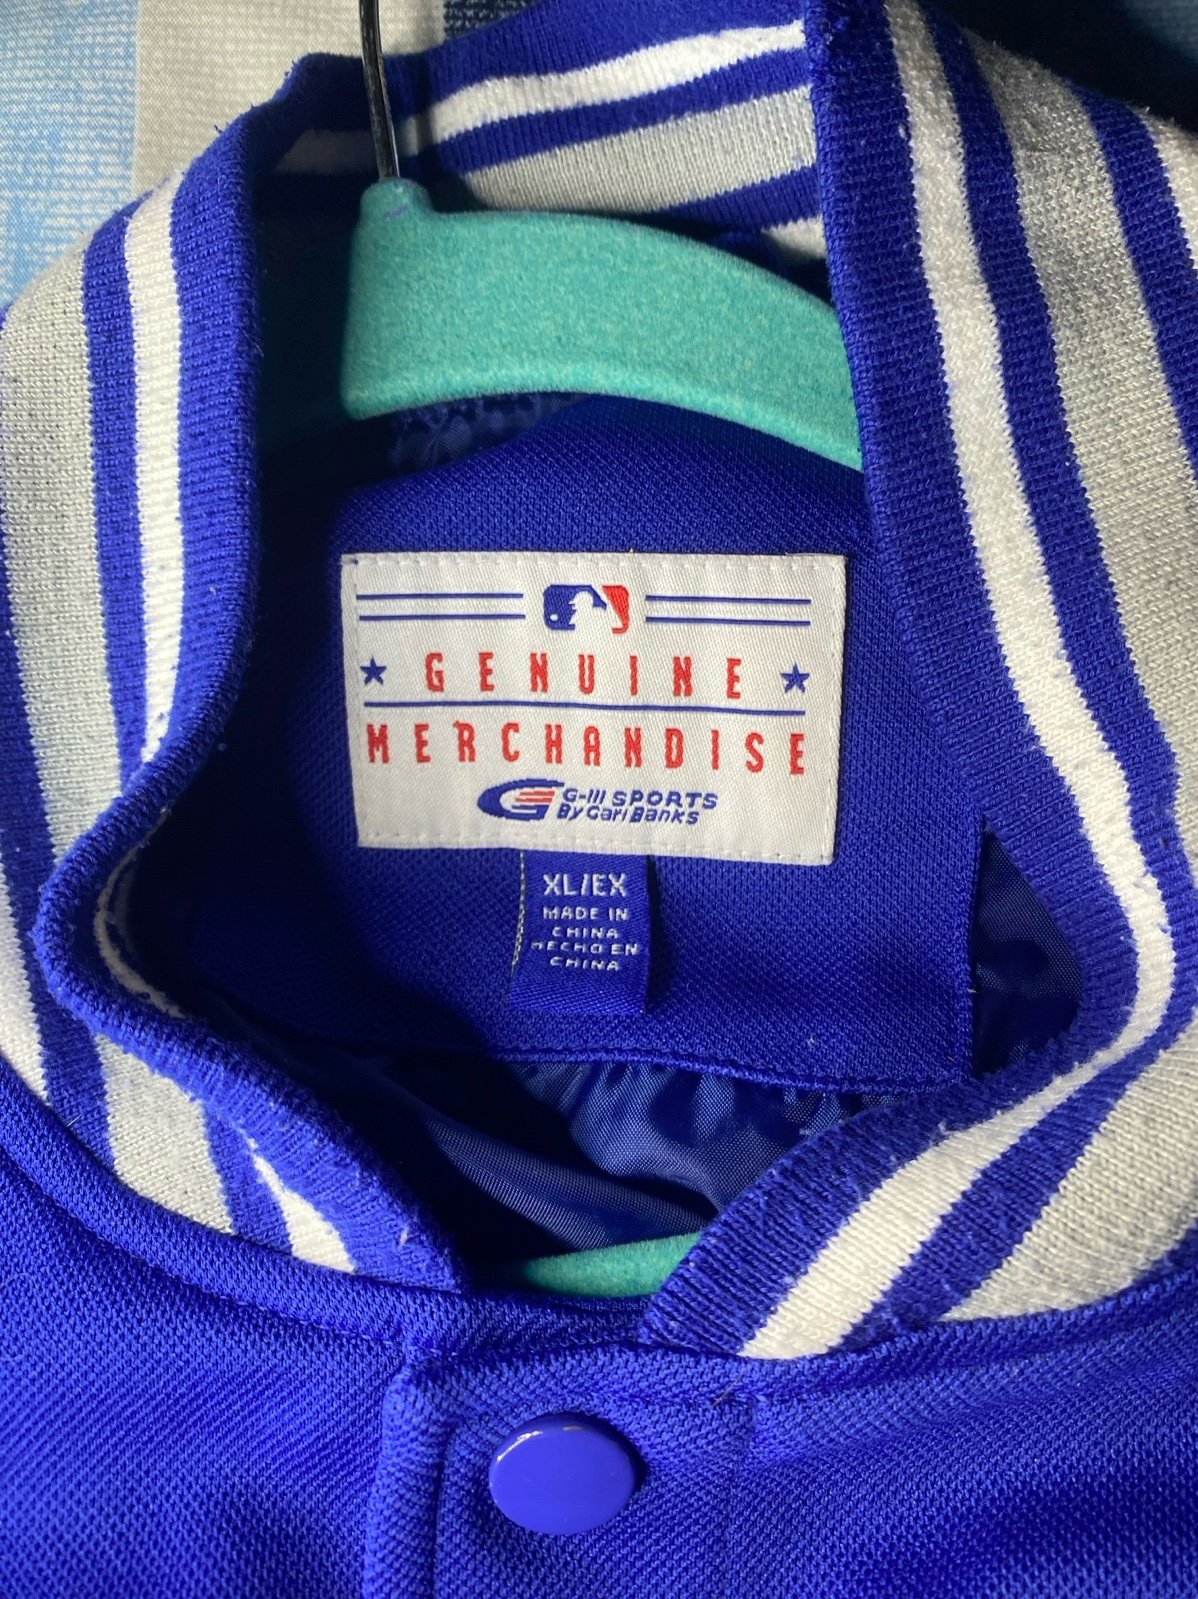 GENUINE
MERCHANDISE
G-III SPORTS
By Carl Banks
XL/EX
MADE IN
CHINA
HECHO EN
CHINA